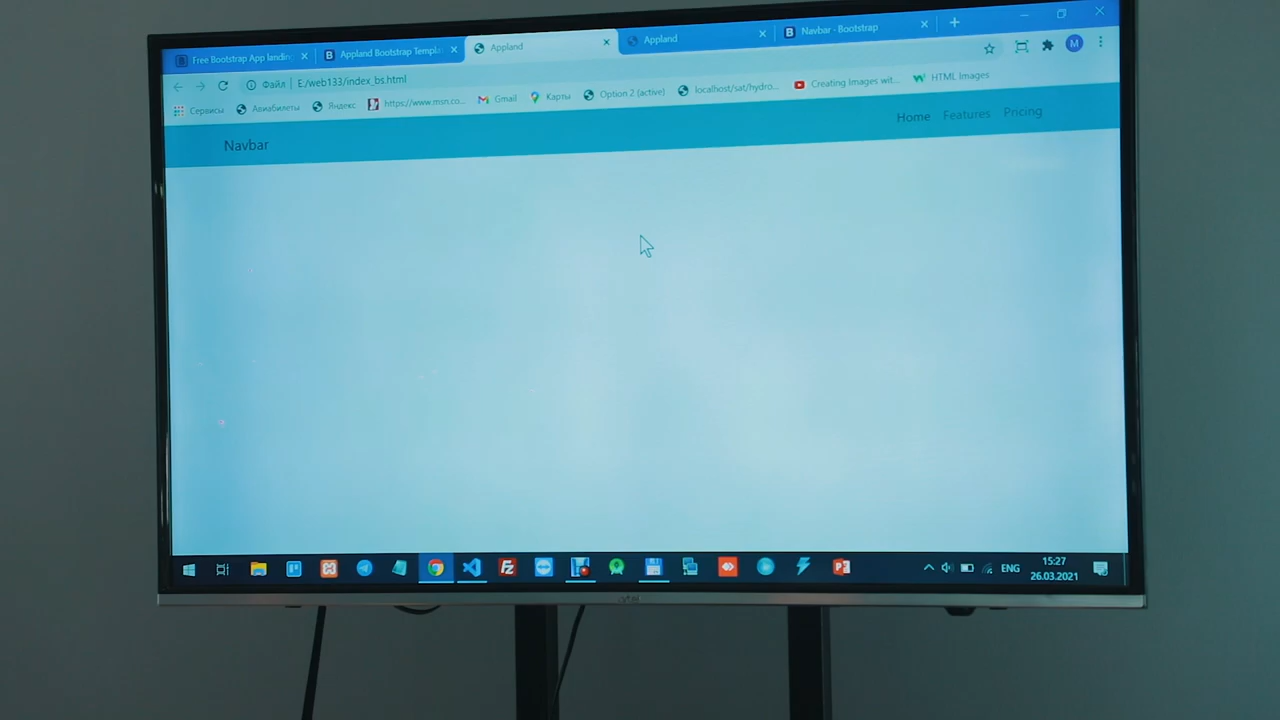 Free Bootstrap App landin
Appland Bootstrap Templa
Appland
Appland
Navbar · Bootstrap
Файл
E:/web133/index_bs.html
M
Сервисы
Авиабилеты
Яндекс
https://www.msn.co...
Gmail
Карты
Option 2 (active)
localhost/sat/hydro...
Creating Images wit...
HTML Images
Navbar
Home
Features
Pricing
ENG
15:27
26.03.2021